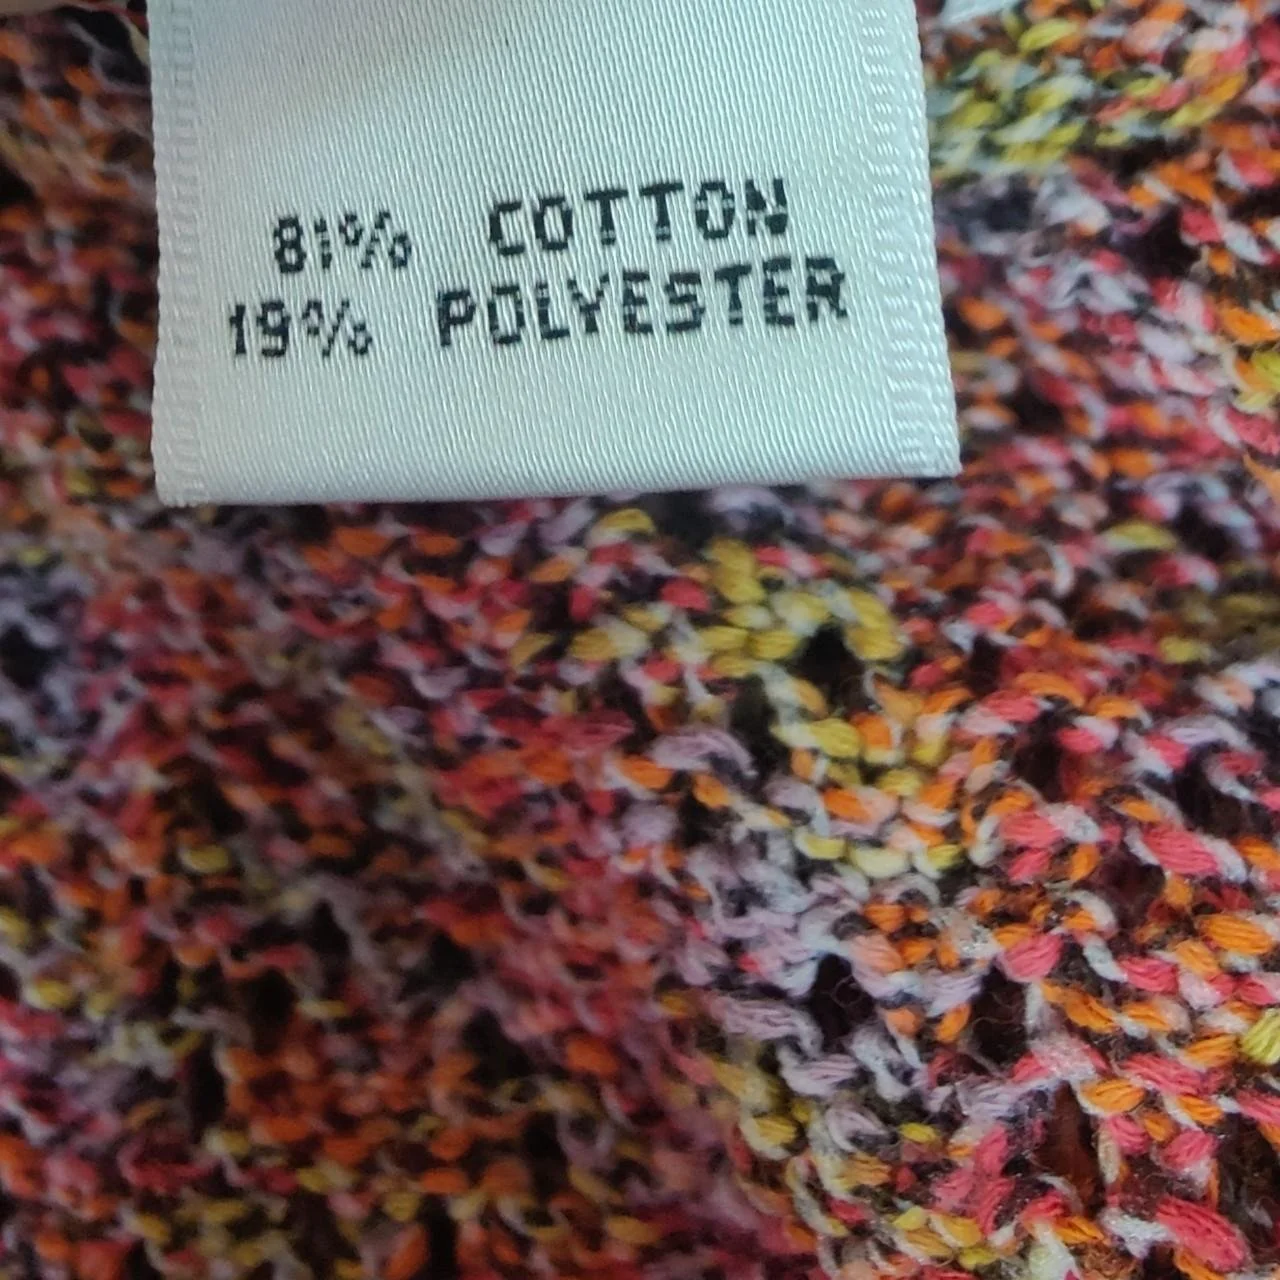 81% COTTON
19% POLYESTER